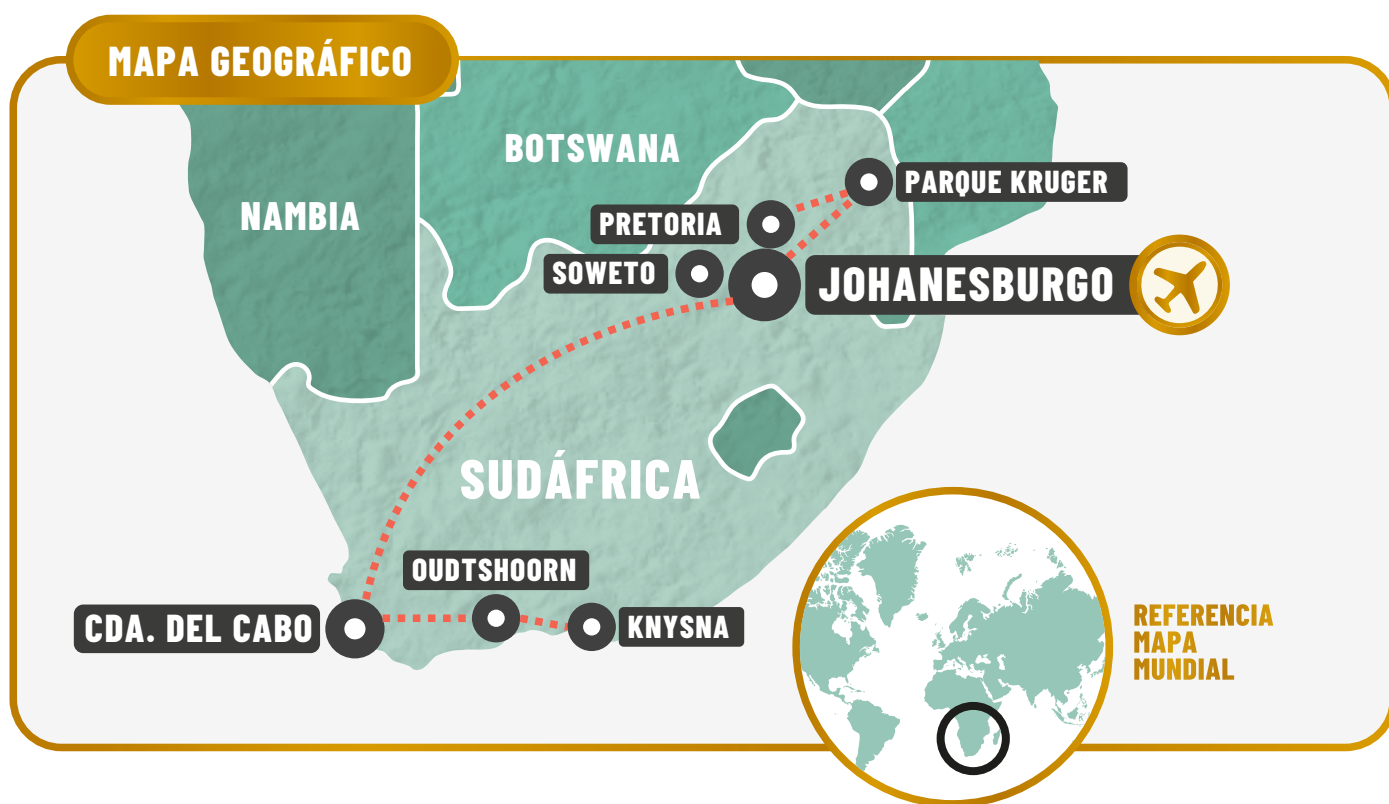 MAPA GEOGRÁFICO
BOTSWANA
NAMBIA
PARQUE KRUGER
PRETORIA
SOWETO
JOHANESBURGO
SUDÁFRICA
OUDTSHOORN
CDA. DEL CABO
KNYSNA
REFERENCIA
MAPA
MUNDIAL